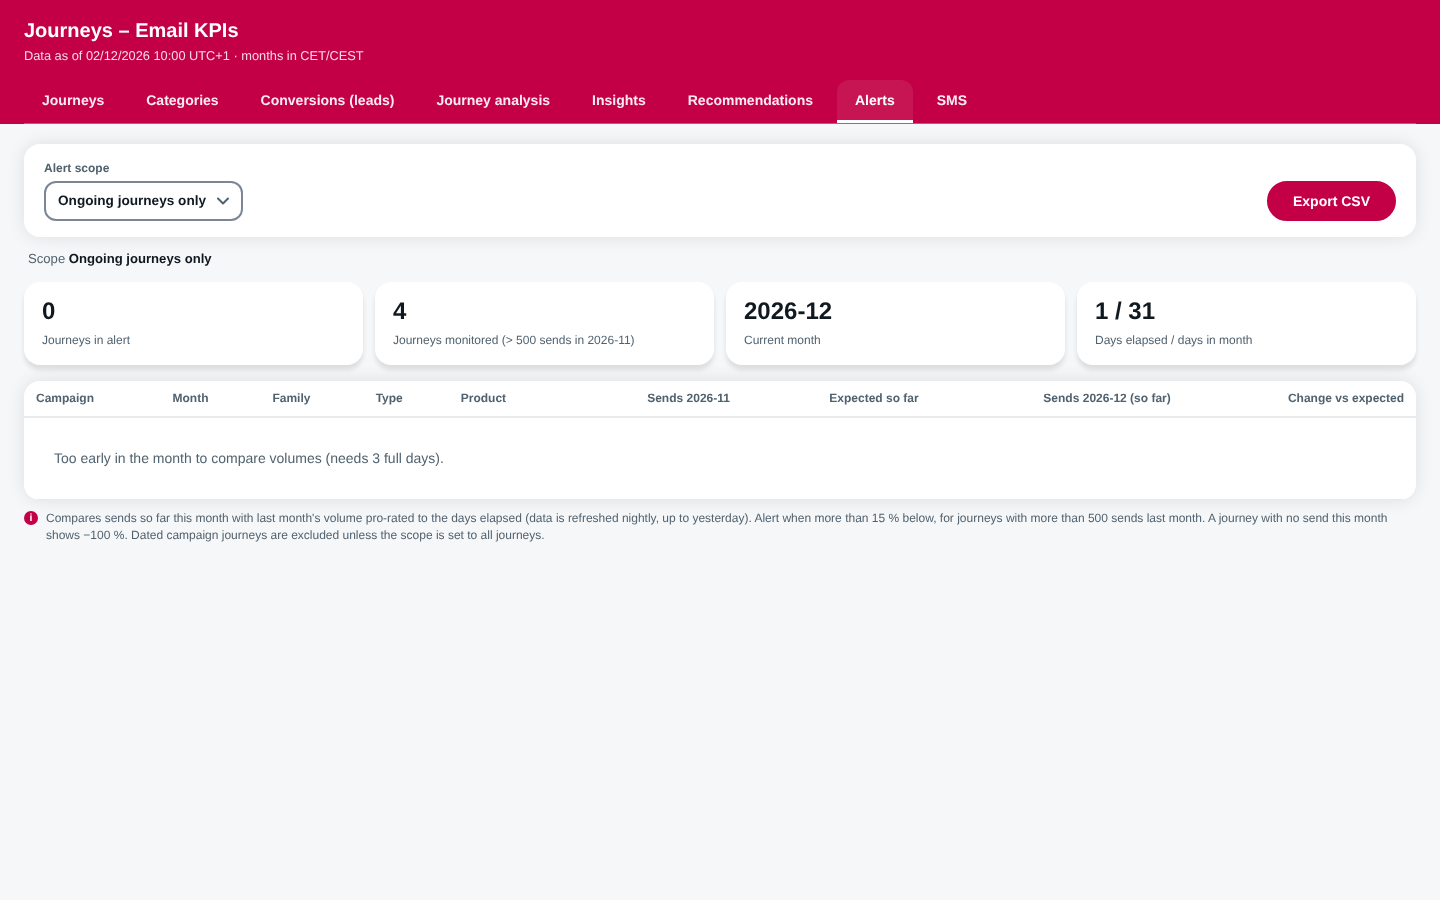 Journeys – Email KPIs
Data as of 02/12/2026 10:00 UTC+1 · months in CET/CEST
Journeys Categories Conversions (leads) Journey analysis Insights Recommendations Alerts SMS
Alert scope
Ongoing journeys only
Export CSV
Scope Ongoing journeys only
0
Journeys in alert
4
Journeys monitored (> 500 sends in 2026-11)
2026-12
Current month
1 / 31
Days elapsed / days in month
Campaign Month Family Type Product Sends 2026-11 Expected so far Sends 2026-12 (so far) Change vs expected
Too early in the month to compare volumes (needs 3 full days).
i Compares sends so far this month with last month's volume pro-rated to the days elapsed (data is refreshed nightly, up to yesterday). Alert when more than 15 % below, for journeys with more than 500 sends last month. A journey with no send this month
shows −100 %. Dated campaign journeys are excluded unless the scope is set to all journeys.